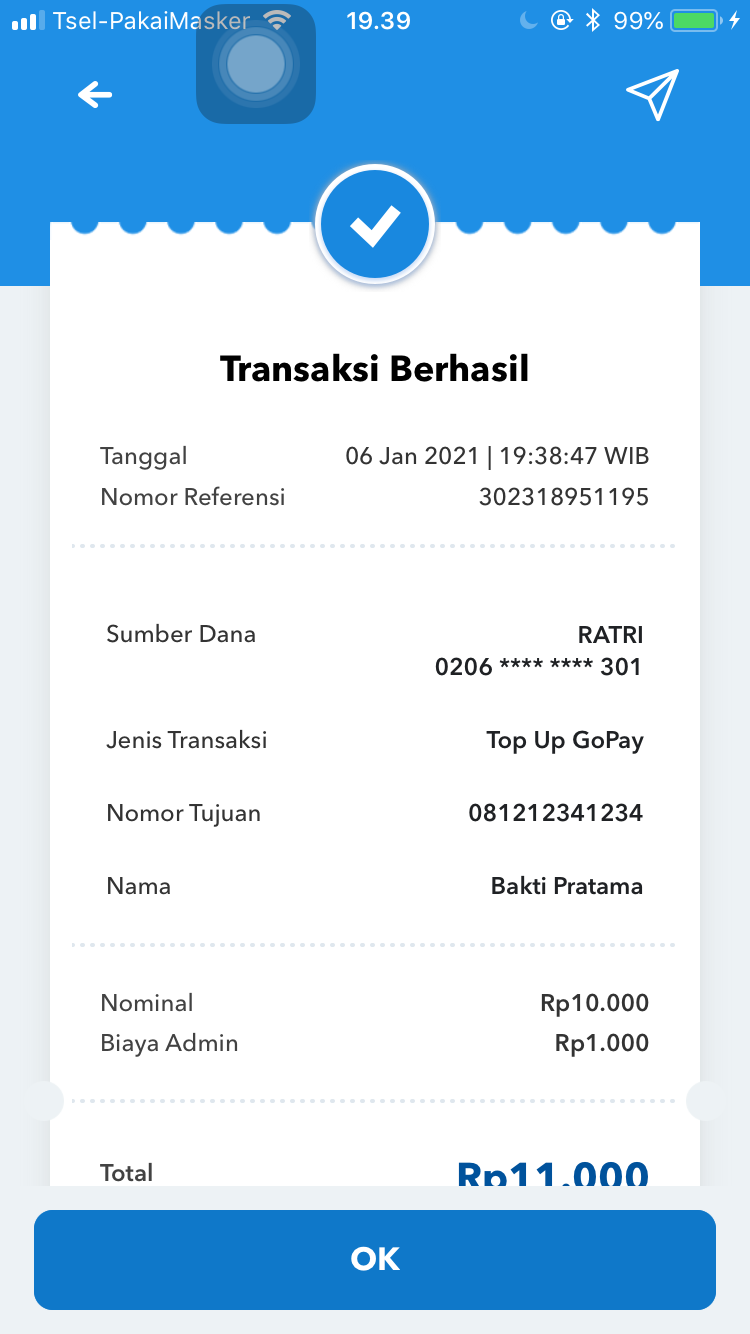 Tsel-PakaiMasker 19.39 99%
Transaksi Berhasil
Tanggal 06 Jan 2021 | 19:38:47 WIB
Nomor Referensi 302318951195
Sumber Dana RATRI
0206 **** **** 301
Jenis Transaksi Top Up GoPay
Nomor Tujuan 081212341234
Nama Bakti Pratama
Nominal Rp10.000
Biaya Admin Rp1.000
Total Rp11.000
OK